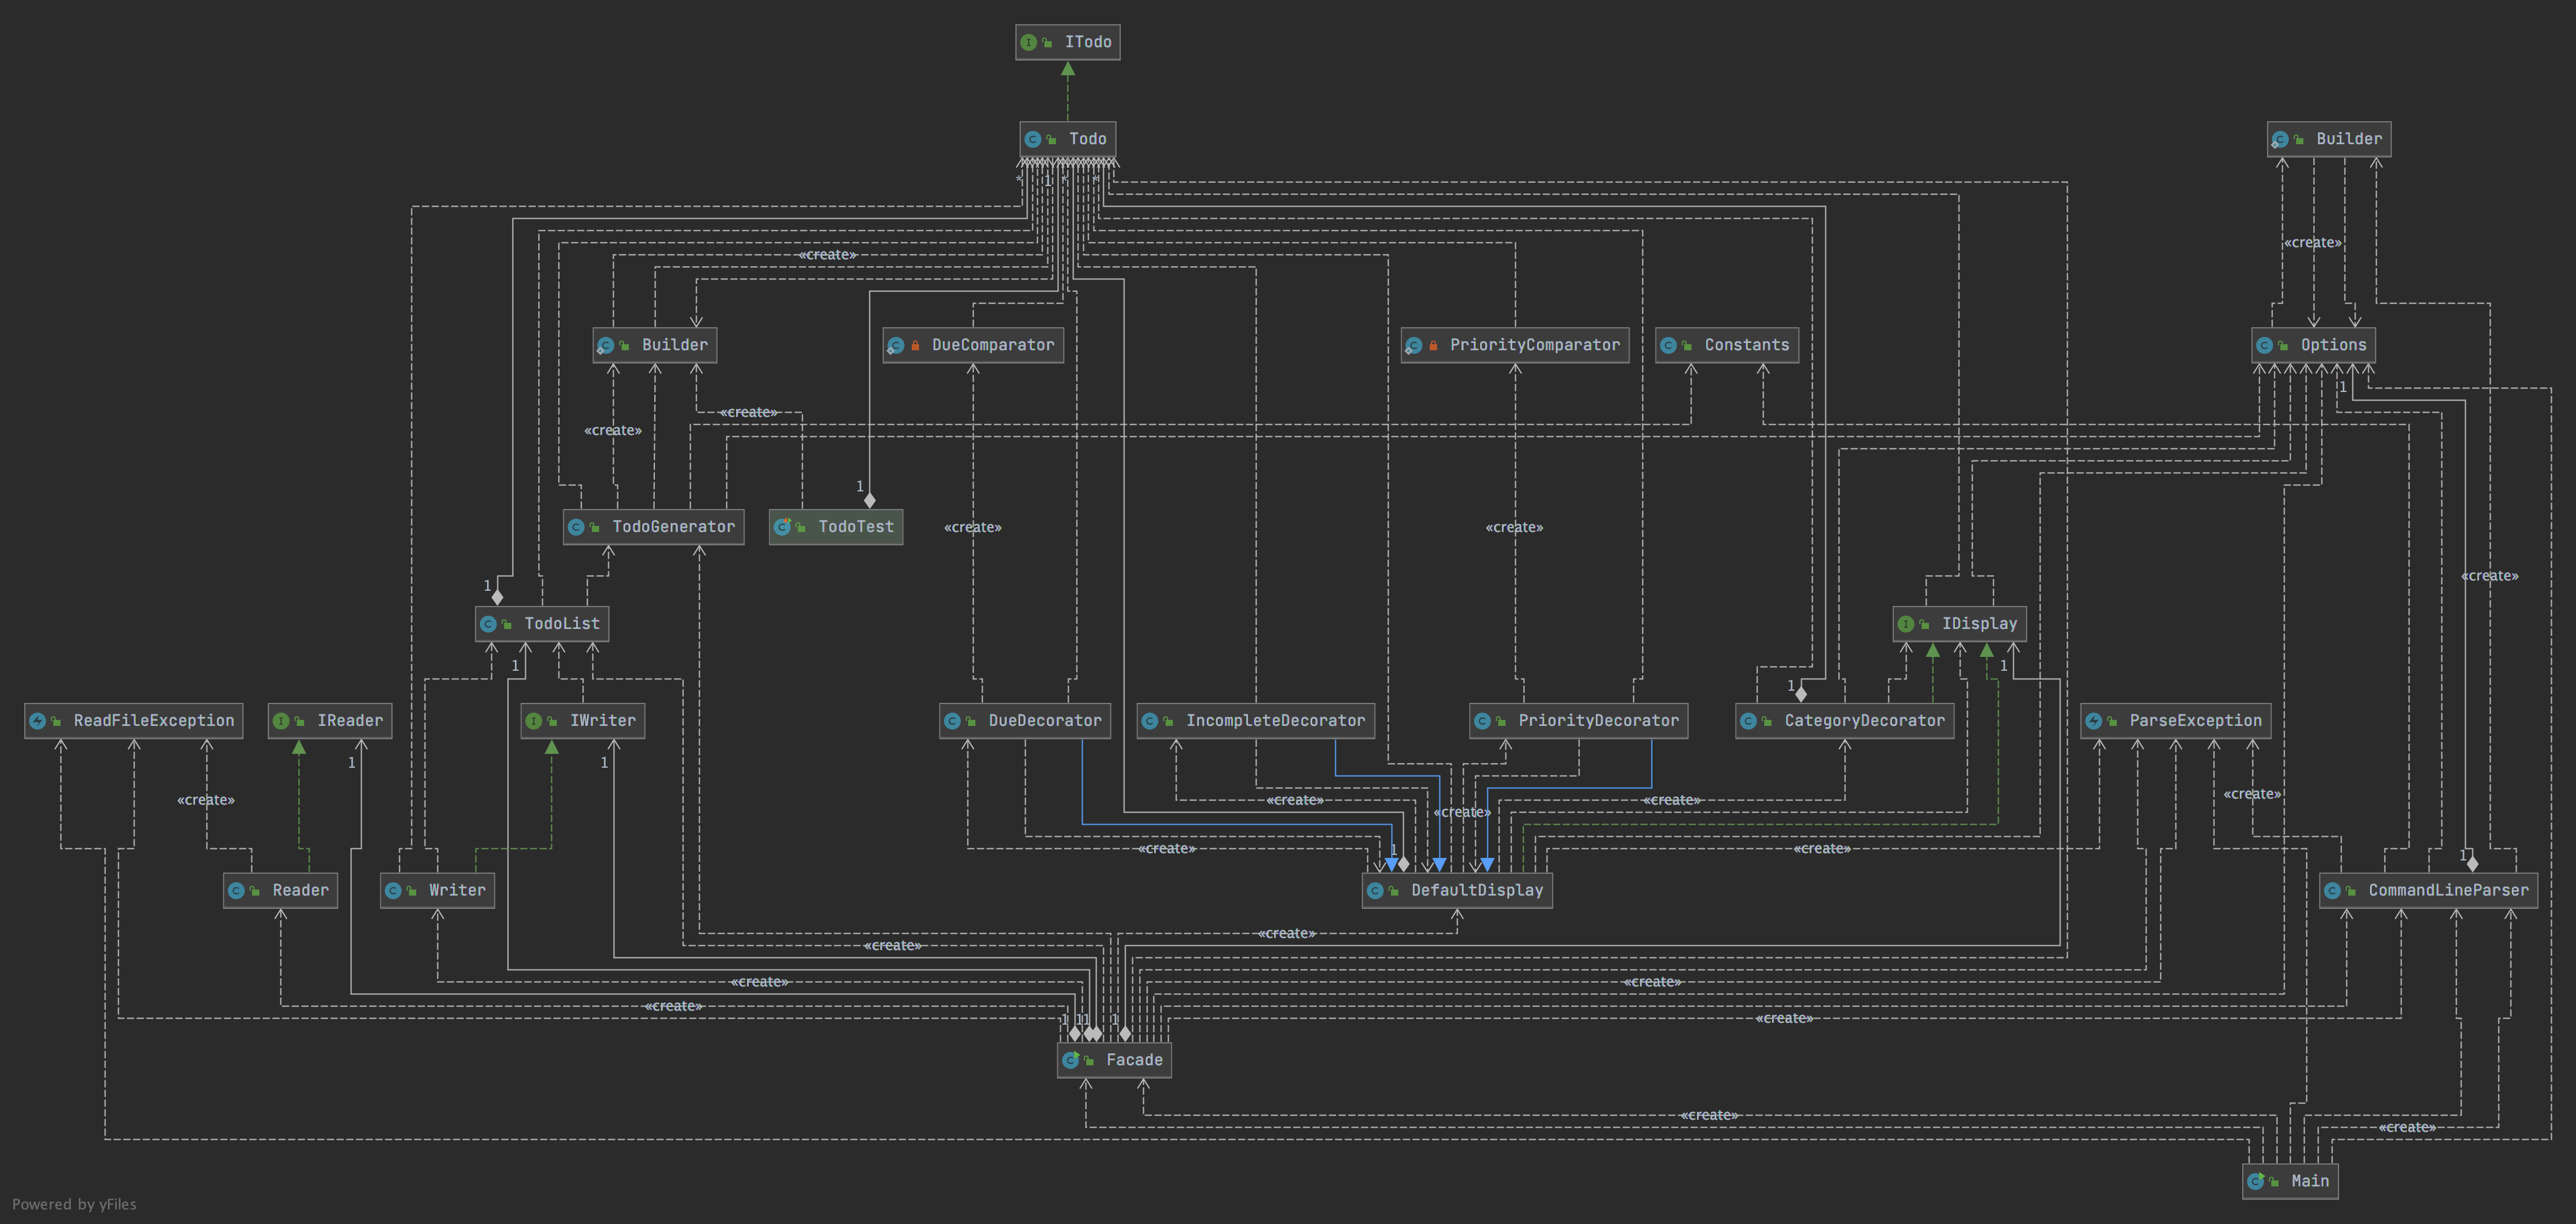 ITodo
Todo
Builder
* 1 * *
«create»
«create»
Builder
DueComparator
PriorityComparator
Constants
Options
1
«create»
«create»
1
TodoGenerator
TodoTest
«create»
«create»
«create»
1
TodoList
IDisplay
1
1
1
ReadFileException
IReader
IWriter
DueDecorator
IncompleteDecorator
PriorityDecorator
CategoryDecorator
ParseException
1
1
«create»
«create»
«create»
«create»
«create»
«create»
«create»
1
1
Reader
Writer
DefaultDisplay
CommandLineParser
«create»
«create»
«create»
«create»
«create»
«create»
1 11 1
Facade
«create»
«create»
Main
Powered by yFiles